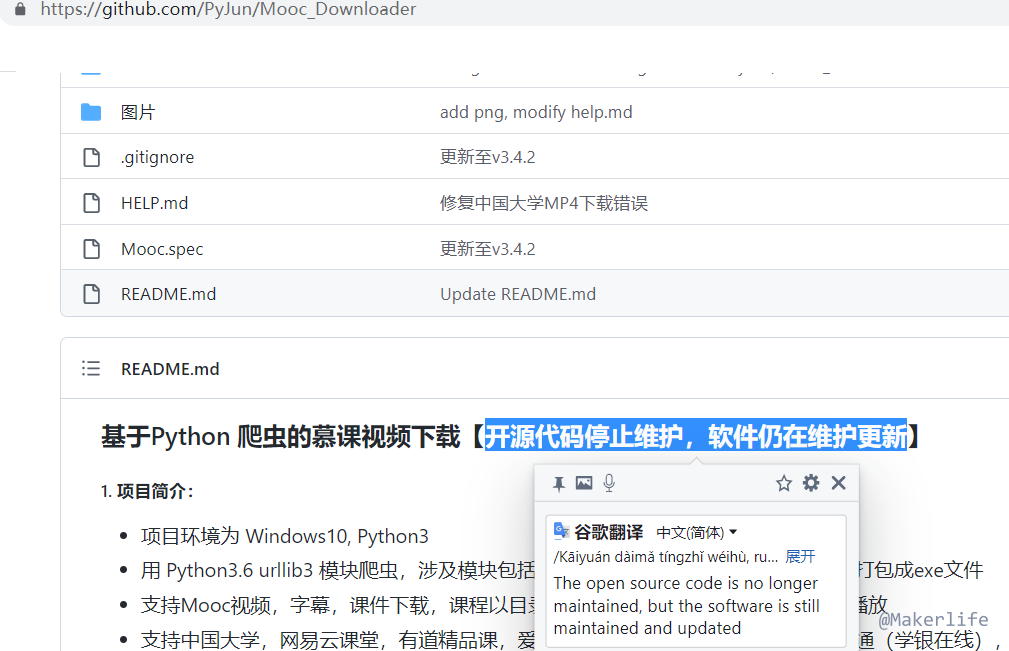 https://github.com/PyJun/Mooc_Downloader
图片 add png, modify help.md
.gitignore 更新至v3.4.2
HELP.md 修复中国大学MP4下载错误
Mooc.spec 更新至v3.4.2
README.md Update README.md
README.md
基于Python 爬虫的慕课视频下载【开源代码停止维护，软件仍在维护更新】
1. 项目简介：
谷歌翻译 中文(简体)
项目环境为 Windows10, Python3
/Kāiyuán dàimǎ tíngzhǐ wéihù, ru... 展开
用 Python3.6 urllib3 模块爬虫，涉及模块包括 打包成exe文件
The open source code is no longer
maintained, but the software is still
maintained and updated
支持Mooc视频，字幕，课件下载，课程以目 播放
@Makerlife
支持中国大学，网易云课堂，有道精品课，爱 通（学银在线），